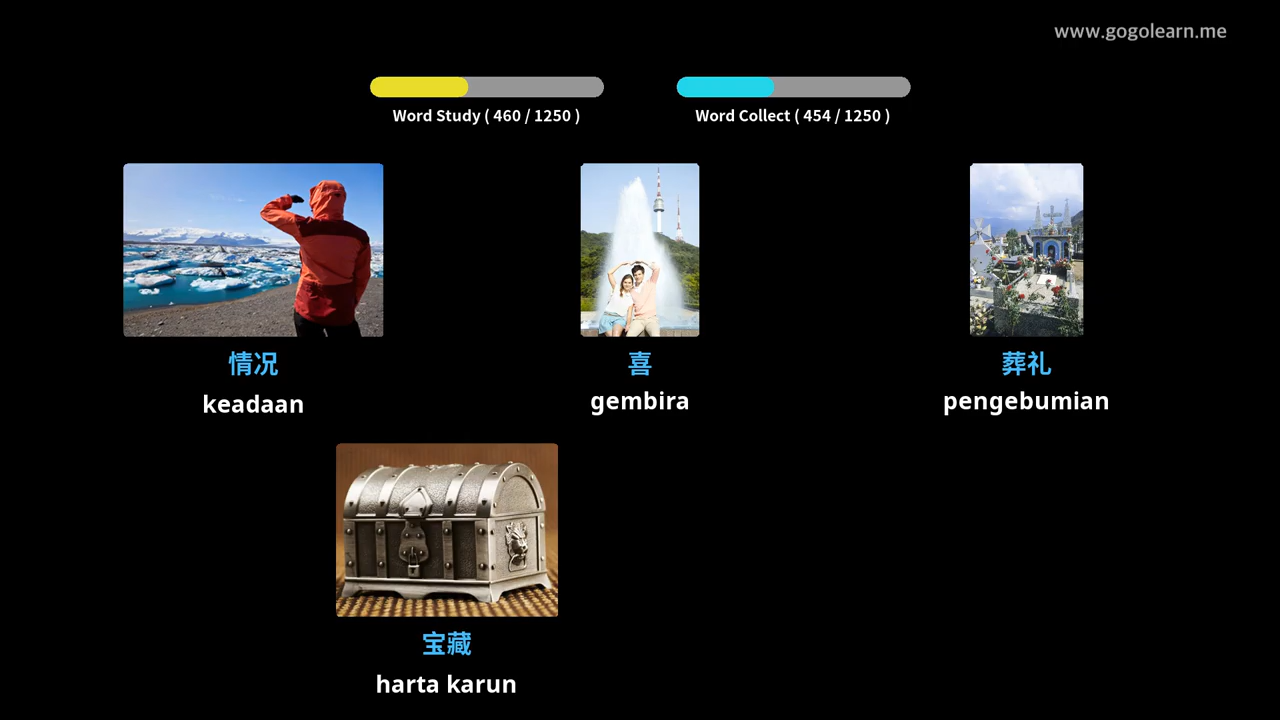 www.gogolearn.me
Word Study ( 460 / 1250 )
Word Collect ( 454 / 1250 )
情况
喜
葬礼
keadaan
gembira
pengebumian
宝藏
harta karun